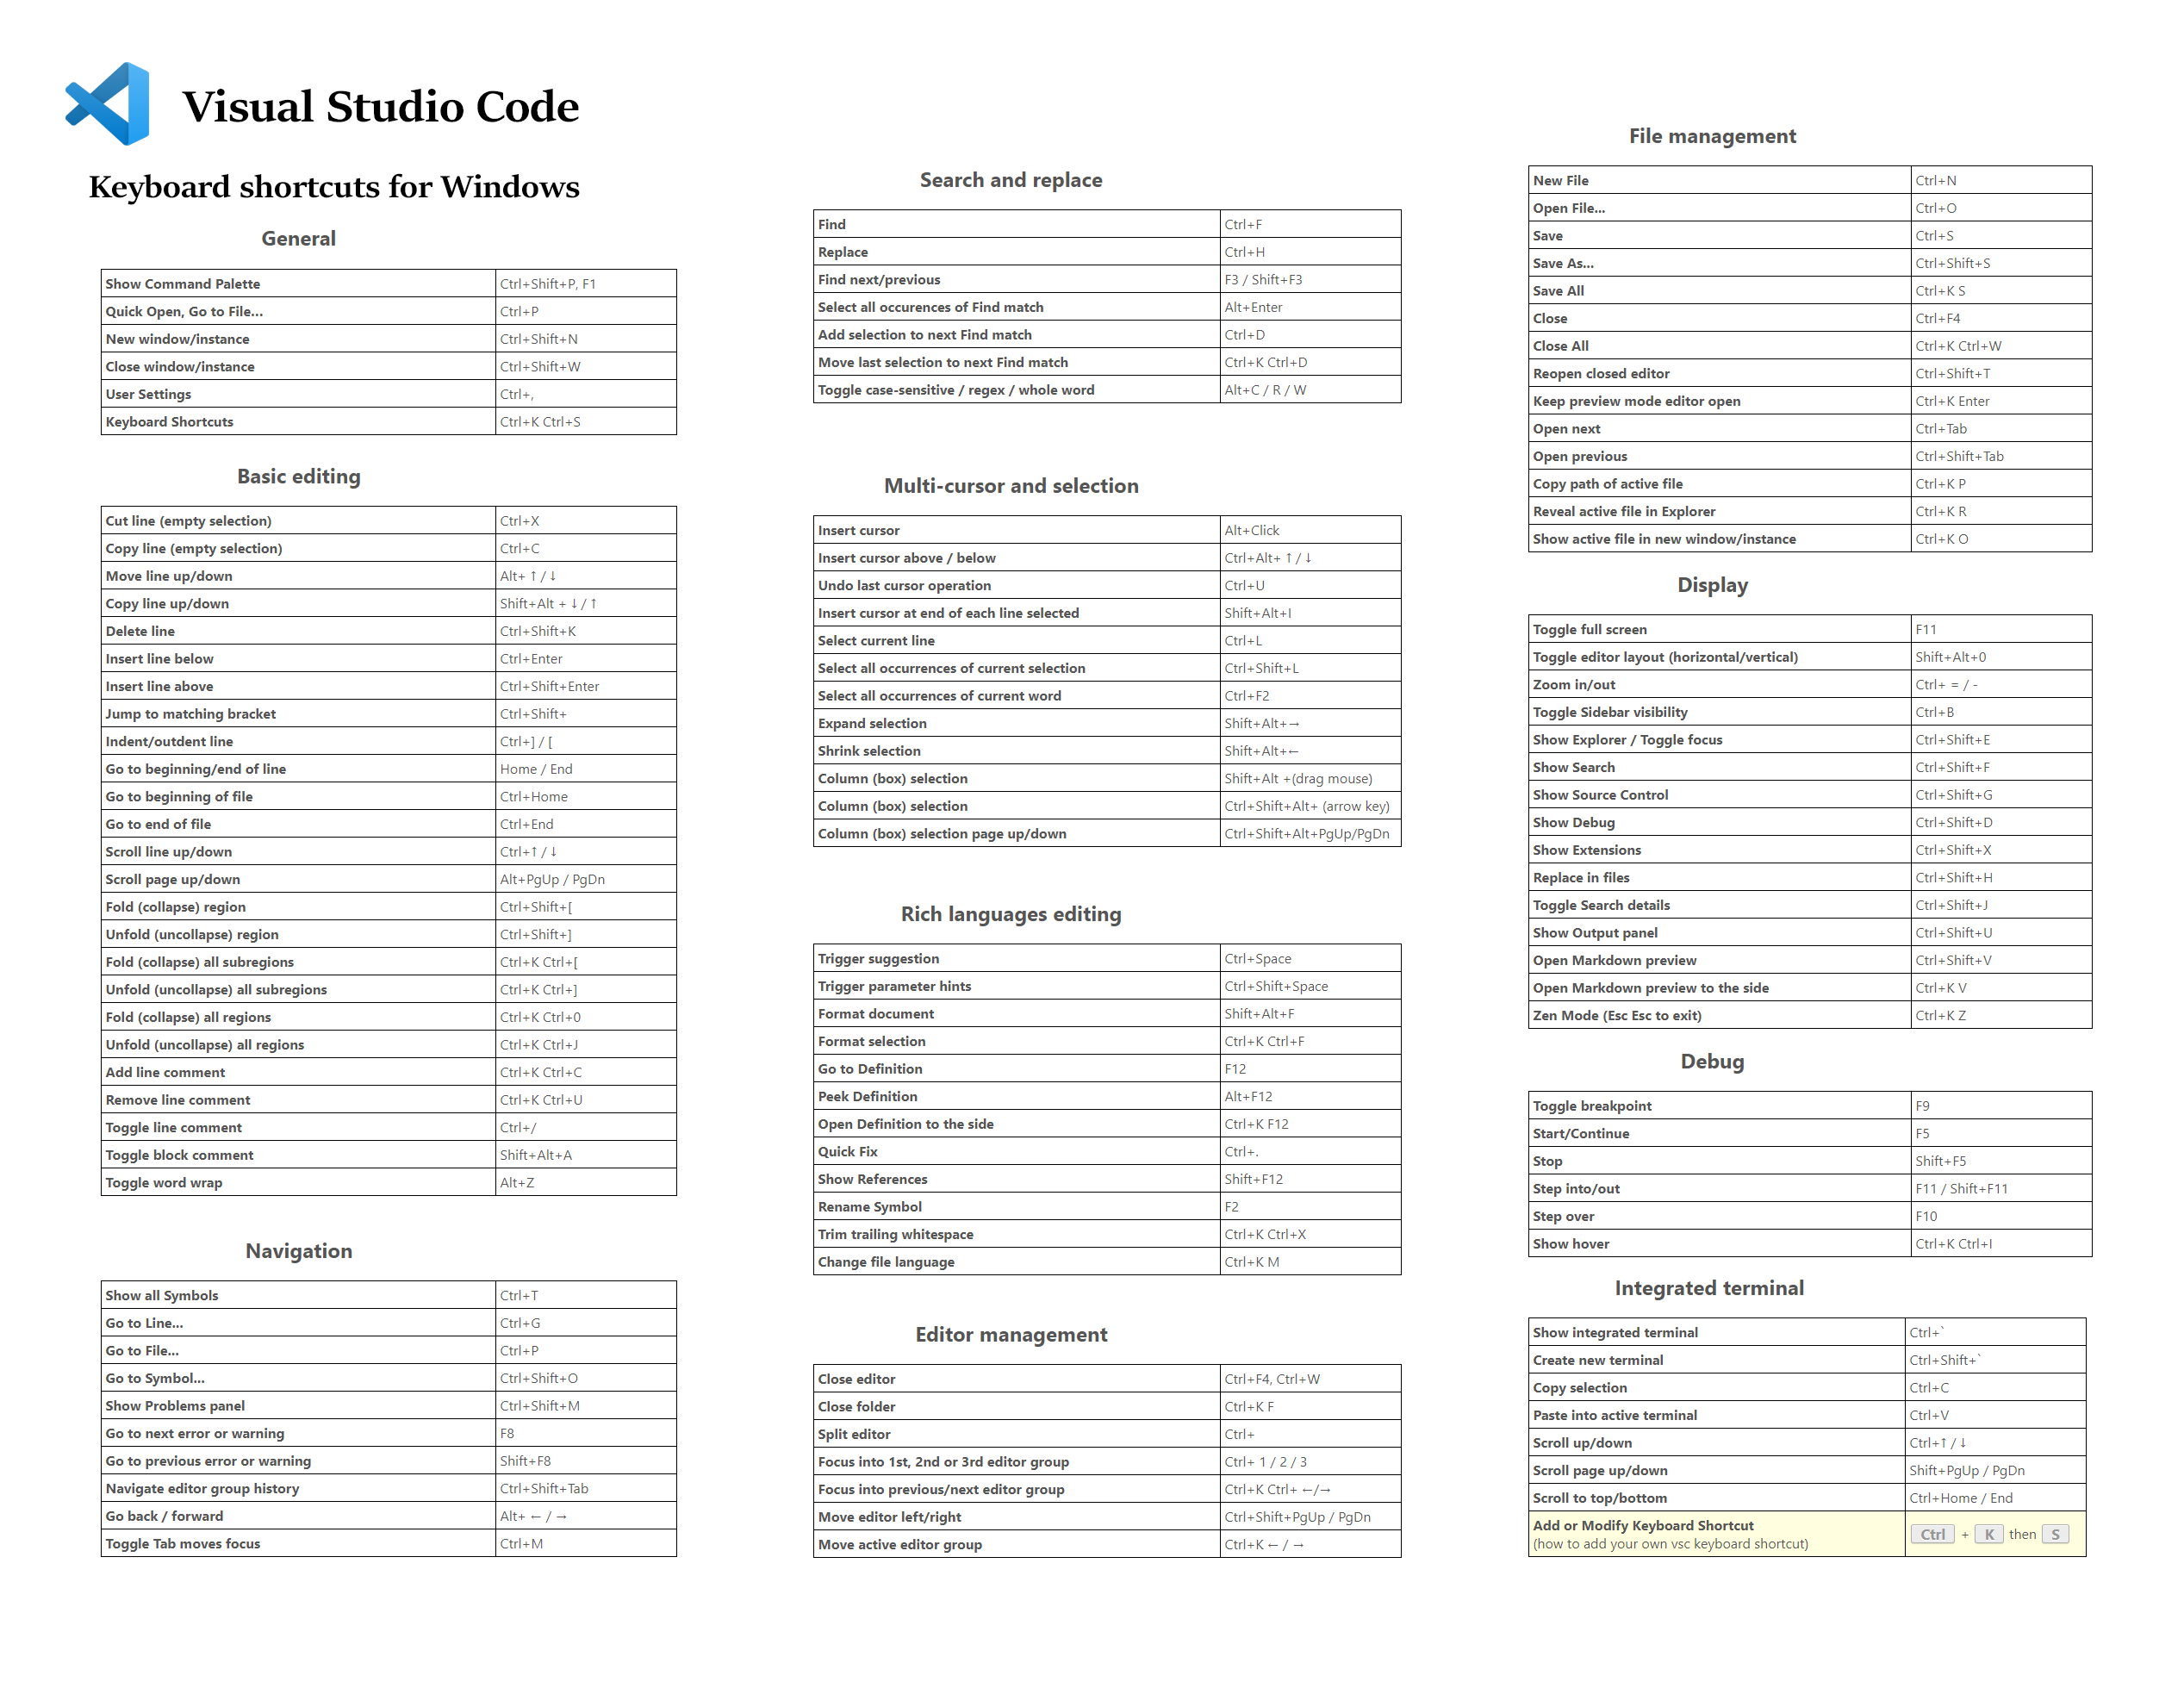 Visual Studio Code
Keyboard shortcuts for Windows
General
Show Command Palette Ctrl+Shift+P, F1
Quick Open, Go to File... Ctrl+P
New window/instance Ctrl+Shift+N
Close window/instance Ctrl+Shift+W
User Settings Ctrl+,
Keyboard Shortcuts Ctrl+K Ctrl+S
Basic editing
Cut line (empty selection) Ctrl+X
Copy line (empty selection) Ctrl+C
Move line up/down Alt+ ↑ / ↓
Copy line up/down Shift+Alt + ↓ / ↑
Delete line Ctrl+Shift+K
Insert line below Ctrl+Enter
Insert line above Ctrl+Shift+Enter
Jump to matching bracket Ctrl+Shift+
Indent/outdent line Ctrl+] / [
Go to beginning/end of line Home / End
Go to beginning of file Ctrl+Home
Go to end of file Ctrl+End
Scroll line up/down Ctrl+↑ / ↓
Scroll page up/down Alt+PgUp / PgDn
Fold (collapse) region Ctrl+Shift+[
Unfold (uncollapse) region Ctrl+Shift+]
Fold (collapse) all subregions Ctrl+K Ctrl+[
Unfold (uncollapse) all subregions Ctrl+K Ctrl+]
Fold (collapse) all regions Ctrl+K Ctrl+0
Unfold (uncollapse) all regions Ctrl+K Ctrl+J
Add line comment Ctrl+K Ctrl+C
Remove line comment Ctrl+K Ctrl+U
Toggle line comment Ctrl+/
Toggle block comment Shift+Alt+A
Toggle word wrap Alt+Z
Navigation
Show all Symbols Ctrl+T
Go to Line... Ctrl+G
Go to File... Ctrl+P
Go to Symbol... Ctrl+Shift+O
Show Problems panel Ctrl+Shift+M
Go to next error or warning F8
Go to previous error or warning Shift+F8
Navigate editor group history Ctrl+Shift+Tab
Go back / forward Alt+ ← / →
Toggle Tab moves focus Ctrl+M
Search and replace
Find Ctrl+F
Replace Ctrl+H
Find next/previous F3 / Shift+F3
Select all occurences of Find match Alt+Enter
Add selection to next Find match Ctrl+D
Move last selection to next Find match Ctrl+K Ctrl+D
Toggle case-sensitive / regex / whole word Alt+C / R / W
Multi-cursor and selection
Insert cursor Alt+Click
Insert cursor above / below Ctrl+Alt+ ↑ / ↓
Undo last cursor operation Ctrl+U
Insert cursor at end of each line selected Shift+Alt+I
Select current line Ctrl+L
Select all occurrences of current selection Ctrl+Shift+L
Select all occurrences of current word Ctrl+F2
Expand selection Shift+Alt+→
Shrink selection Shift+Alt+←
Column (box) selection Shift+Alt +(drag mouse)
Column (box) selection Ctrl+Shift+Alt+ (arrow key)
Column (box) selection page up/down Ctrl+Shift+Alt+PgUp/PgDn
Rich languages editing
Trigger suggestion Ctrl+Space
Trigger parameter hints Ctrl+Shift+Space
Format document Shift+Alt+F
Format selection Ctrl+K Ctrl+F
Go to Definition F12
Peek Definition Alt+F12
Open Definition to the side Ctrl+K F12
Quick Fix Ctrl+.
Show References Shift+F12
Rename Symbol F2
Trim trailing whitespace Ctrl+K Ctrl+X
Change file language Ctrl+K M
Editor management
Close editor Ctrl+F4, Ctrl+W
Close folder Ctrl+K F
Split editor Ctrl+
Focus into 1st, 2nd or 3rd editor group Ctrl+ 1 / 2 / 3
Focus into previous/next editor group Ctrl+K Ctrl+ ←/→
Move editor left/right Ctrl+Shift+PgUp / PgDn
Move active editor group Ctrl+K ← / →
File management
New File Ctrl+N
Open File... Ctrl+O
Save Ctrl+S
Save As... Ctrl+Shift+S
Save All Ctrl+K S
Close Ctrl+F4
Close All Ctrl+K Ctrl+W
Reopen closed editor Ctrl+Shift+T
Keep preview mode editor open Ctrl+K Enter
Open next Ctrl+Tab
Open previous Ctrl+Shift+Tab
Copy path of active file Ctrl+K P
Reveal active file in Explorer Ctrl+K R
Show active file in new window/instance Ctrl+K O
Display
Toggle full screen F11
Toggle editor layout (horizontal/vertical) Shift+Alt+0
Zoom in/out Ctrl+ = / -
Toggle Sidebar visibility Ctrl+B
Show Explorer / Toggle focus Ctrl+Shift+E
Show Search Ctrl+Shift+F
Show Source Control Ctrl+Shift+G
Show Debug Ctrl+Shift+D
Show Extensions Ctrl+Shift+X
Replace in files Ctrl+Shift+H
Toggle Search details Ctrl+Shift+J
Show Output panel Ctrl+Shift+U
Open Markdown preview Ctrl+Shift+V
Open Markdown preview to the side Ctrl+K V
Zen Mode (Esc Esc to exit) Ctrl+K Z
Debug
Toggle breakpoint F9
Start/Continue F5
Stop Shift+F5
Step into/out F11 / Shift+F11
Step over F10
Show hover Ctrl+K Ctrl+I
Integrated terminal
Show integrated terminal Ctrl+`
Create new terminal Ctrl+Shift+`
Copy selection Ctrl+C
Paste into active terminal Ctrl+V
Scroll up/down Ctrl+↑ / ↓
Scroll page up/down Shift+PgUp / PgDn
Scroll to top/bottom Ctrl+Home / End
Add or Modify Keyboard Shortcut Ctrl + K then S
(how to add your own vsc keyboard shortcut)